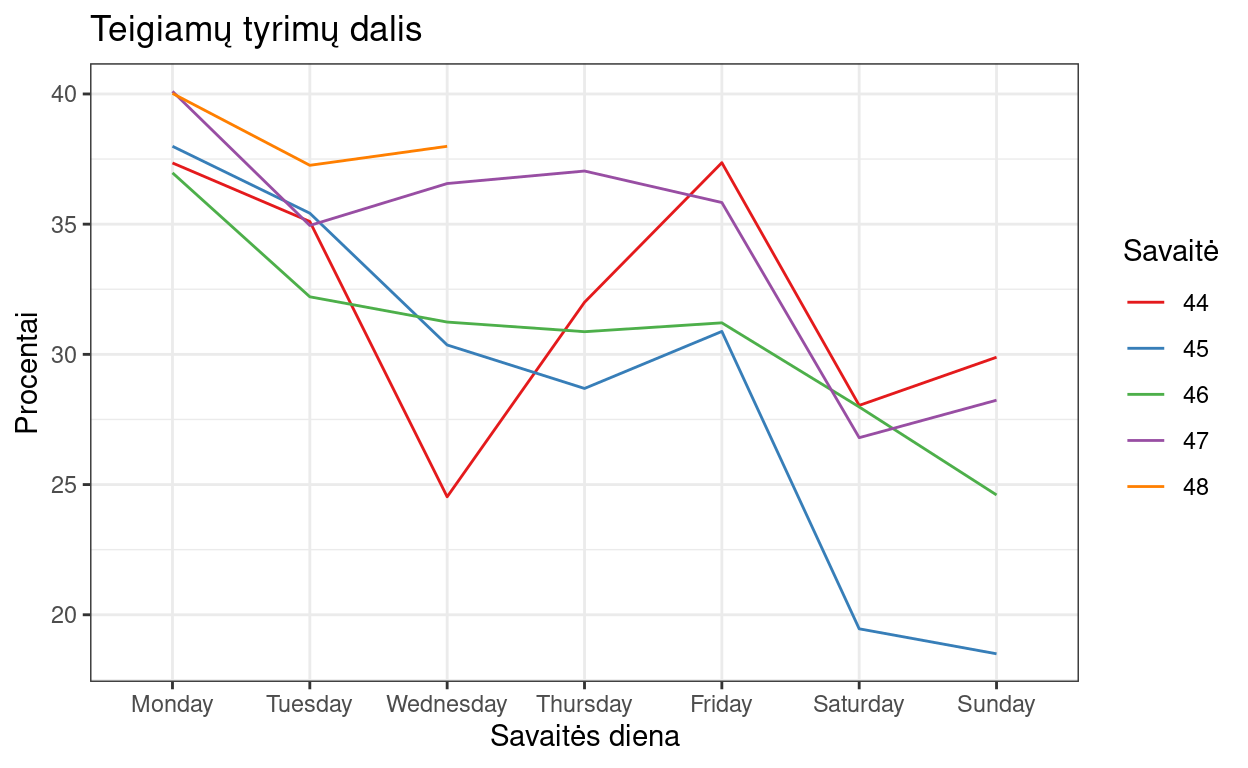 Teigiamų tyrimų dalis
Procentai
40
35
30
25
20
Monday Tuesday Wednesday Thursday Friday Saturday Sunday
Savaitės diena
Savaitė
44
45
46
47
48